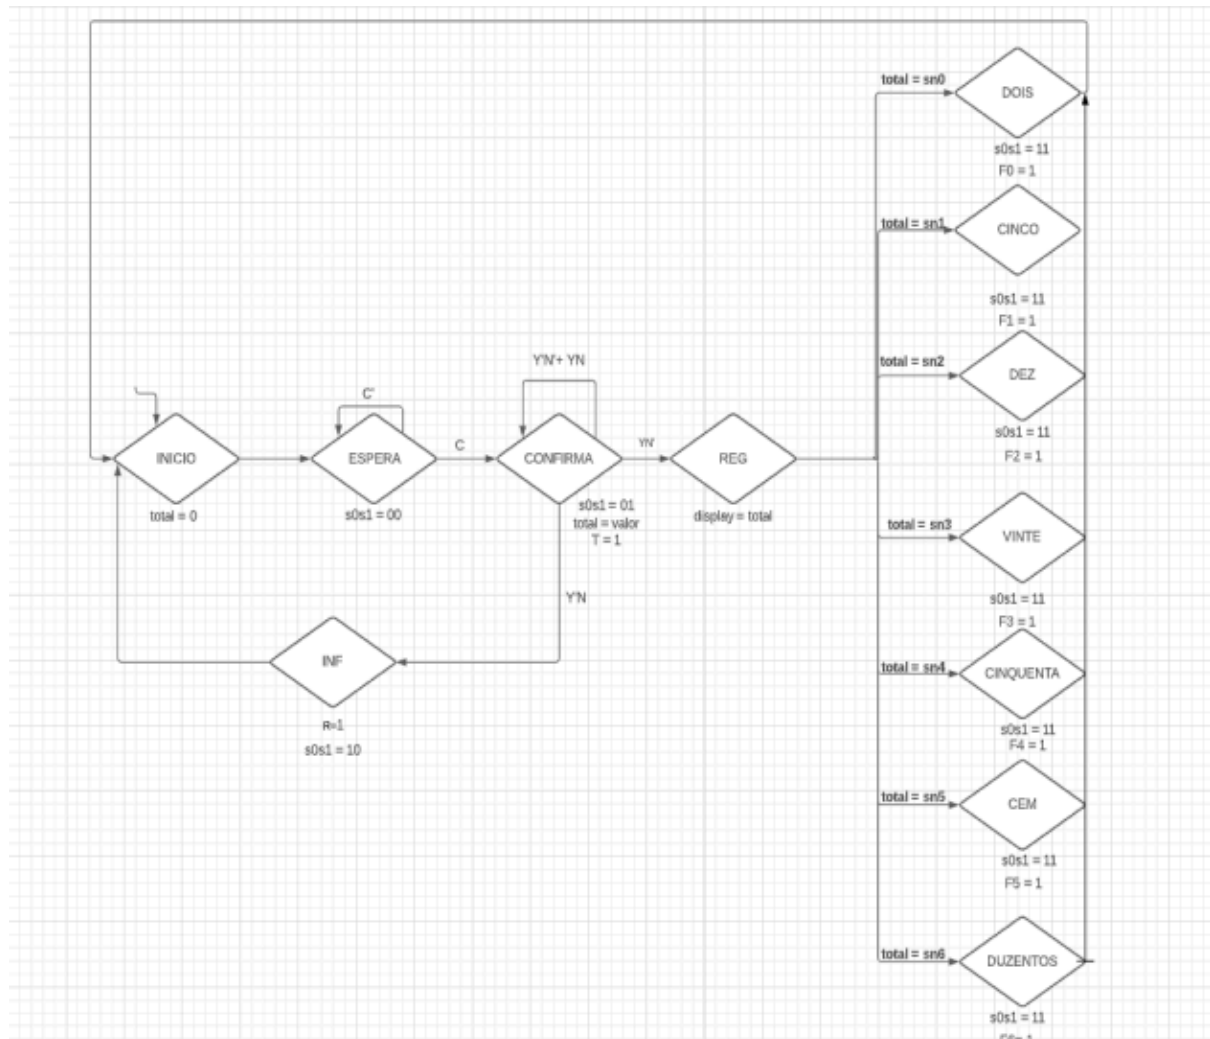 total = sn0
DOIS
s0s1 = 11
F0 = 1
total = sn1
CINCO
s0s1 = 11
F1 = 1
total = sn2
DEZ
s0s1 = 11
F2 = 1
Y'N'+ YN
C'
INICIO
total = 0
ESPERA
s0s1 = 00
C
CONFIRMA
s0s1 = 01
total = valor
T = 1
YN'
REG
display = total
total = sn3
VINTE
s0s1 = 11
F3 = 1
Y'N
INF
R=1
s0s1 = 10
total = sn4
CINQUENTA
s0s1 = 11
F4 = 1
total = sn5
CEM
s0s1 = 11
F5 = 1
total = sn6
DUZENTOS
s0s1 = 11